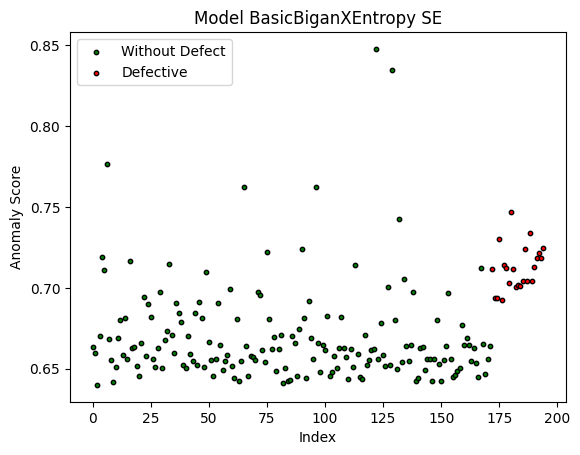 Model BasicBiganXEntropy SE
Without Defect
Defective
Anomaly Score
0.85
0.80
0.75
0.70
0.65
0 25 50 75 100 125 150 175 200
Index